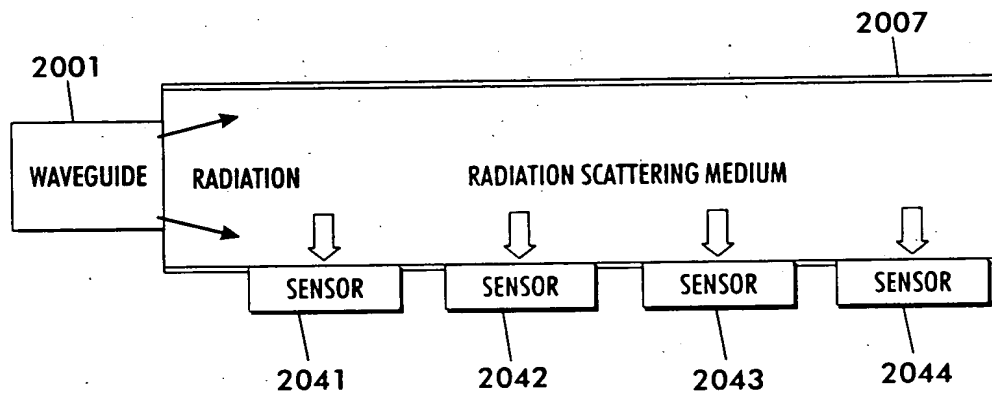 2007
2001
WAVEGUIDE
RADIATION
RADIATION SCATTERING MEDIUM
SENSOR SENSOR SENSOR SENSOR
2041 2042 2043 2044